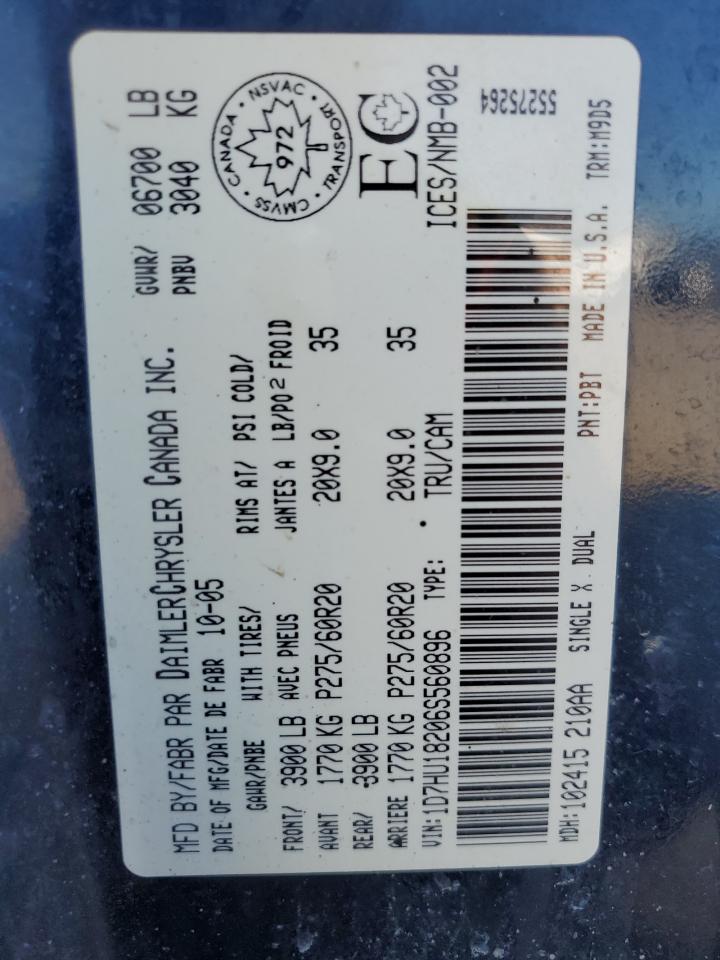 MFD BY/FABR PAR DAIMLERCHRYSLER CANADA INC.
DATE OF MFG/DATE DE FABR 10-05
GVWR/ 06700 LB
PNBV 3040 KG
GAWR/PNBE WITH TIRES/ RIMS AT/ PSI COLD/
FRONT/ 3900 LB AVEC PNEUS JANTES A LB/PO2 FROID
AVANT 1770 KG P275/60R20 20X9.0 35
REAR/ 3900 LB
ARRIERE 1770 KG P275/60R20 20X9.0 35
VIN:1D7HU18206S560896 TYPE: TRU/CAM
CANADA · NSVAC · TRANSPORT · CMVSS
972
EC
ICES/NMB-002
55275264
MDH:102415 210AA SINGLE X DUAL
PNT:PBT MADE IN U.S.A. TRM:M9D5